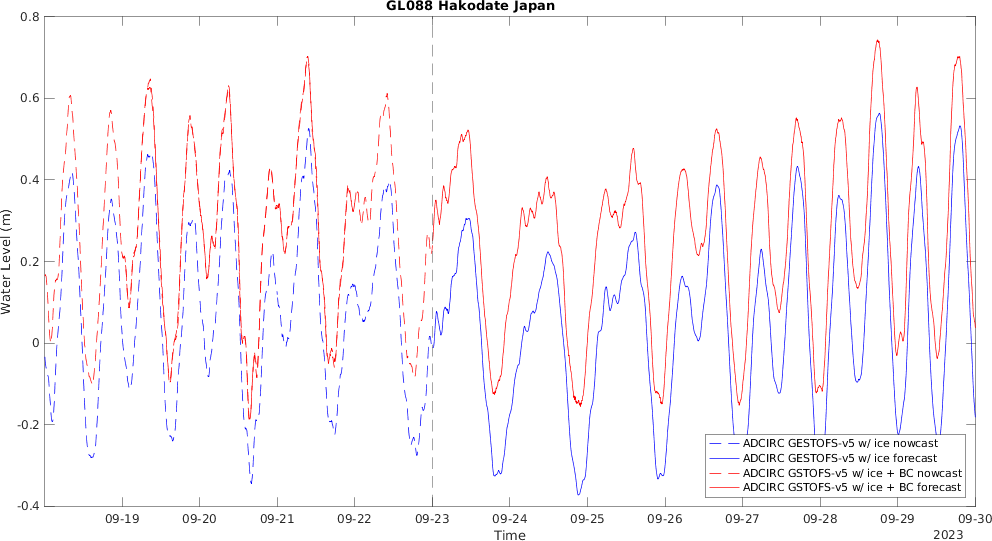 GL088 Hakodate Japan
Water Level (m)
0.8
0.6
0.4
0.2
0
-0.2
-0.4
ADCIRC GESTOFS-v5 w/ ice nowcast
ADCIRC GESTOFS-v5 w/ ice forecast
ADCIRC GSTOFS-v5 w/ ice + BC nowcast
ADCIRC GSTOFS-v5 w/ ice + BC forecast
09-19 09-20 09-21 09-22 09-23 09-24 09-25 09-26 09-27 09-28 09-29 09-30
Time
2023